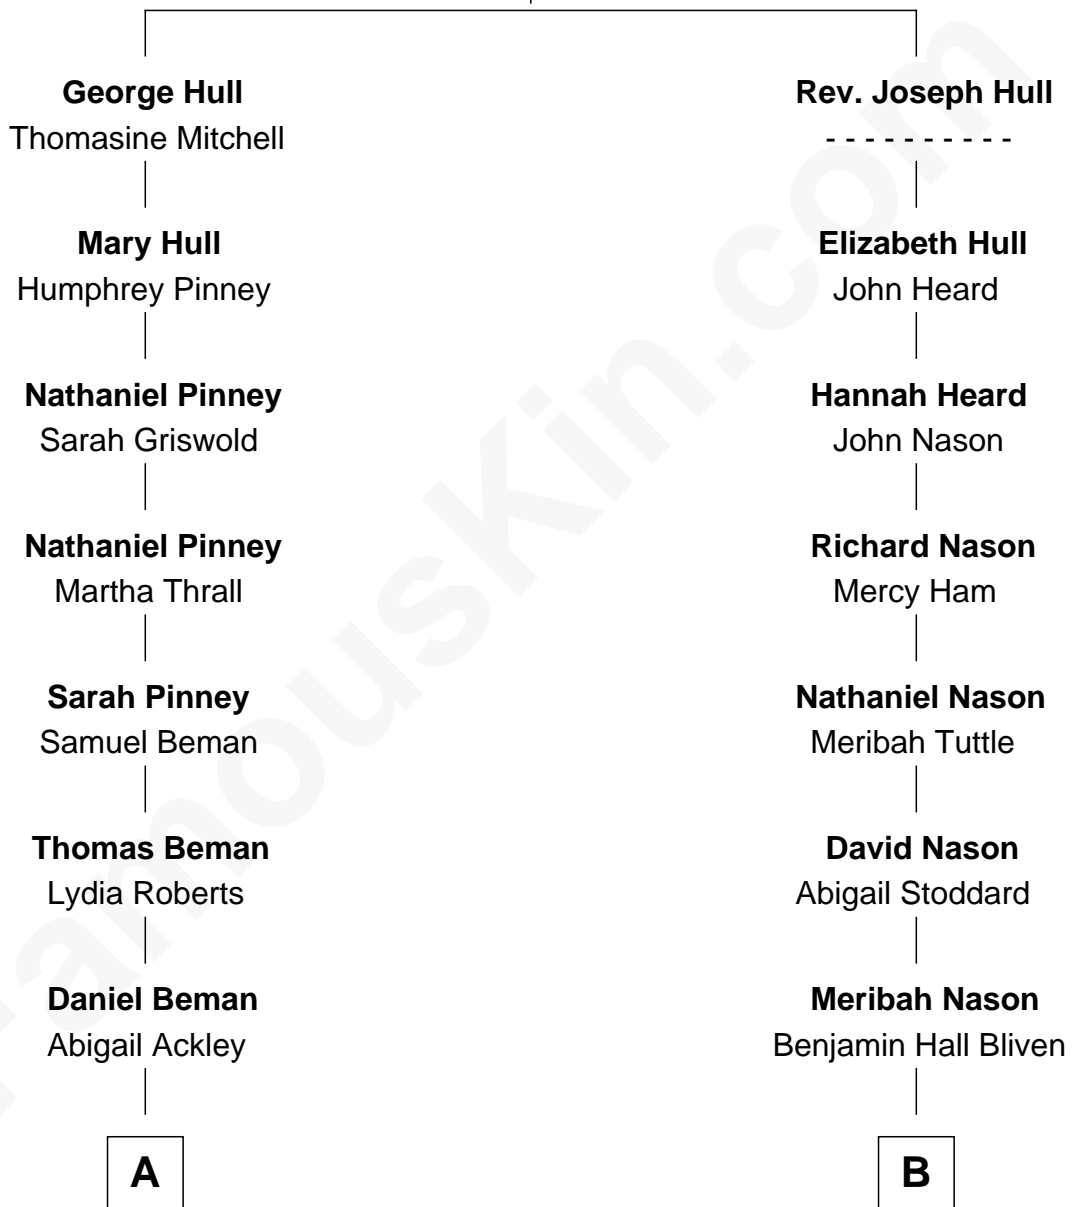 George Hull
Thomasine Mitchell
Mary Hull
Humphrey Pinney
Nathaniel Pinney
Sarah Griswold
Nathaniel Pinney
Martha Thrall
Sarah Pinney
Samuel Beman
Thomas Beman
Lydia Roberts
Daniel Beman
Abigail Ackley
A
Rev. Joseph Hull
- - - - - - - - - -
Elizabeth Hull
John Heard
Hannah Heard
John Nason
Richard Nason
Mercy Ham
Nathaniel Nason
Meribah Tuttle
David Nason
Abigail Stoddard
Meribah Nason
Benjamin Hall Bliven
B
FamousKin.com